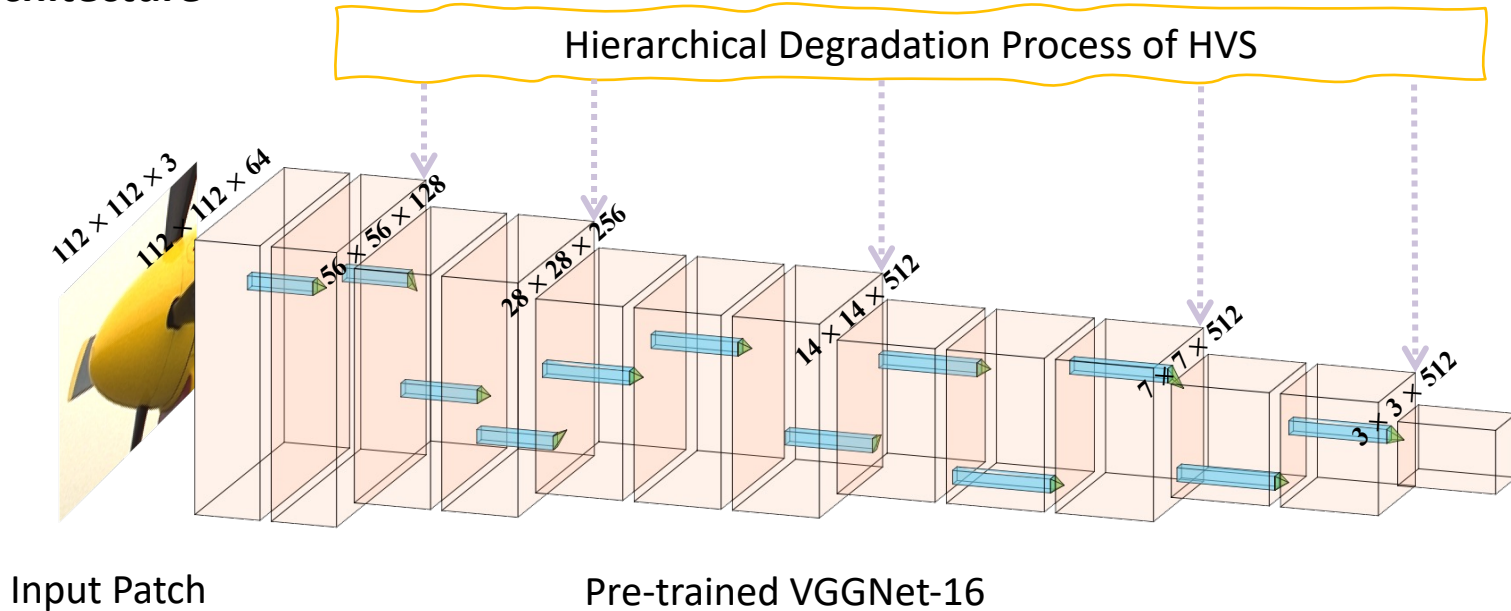 Hierarchical Degradation Process of HVS
112 × 112 × 3
112 × 112 × 64
56 × 56 × 128
28 × 28 × 256
14 × 14 × 512
7 × 7 × 512
3 × 3 × 512
Input Patch
Pre-trained VGGNet-16